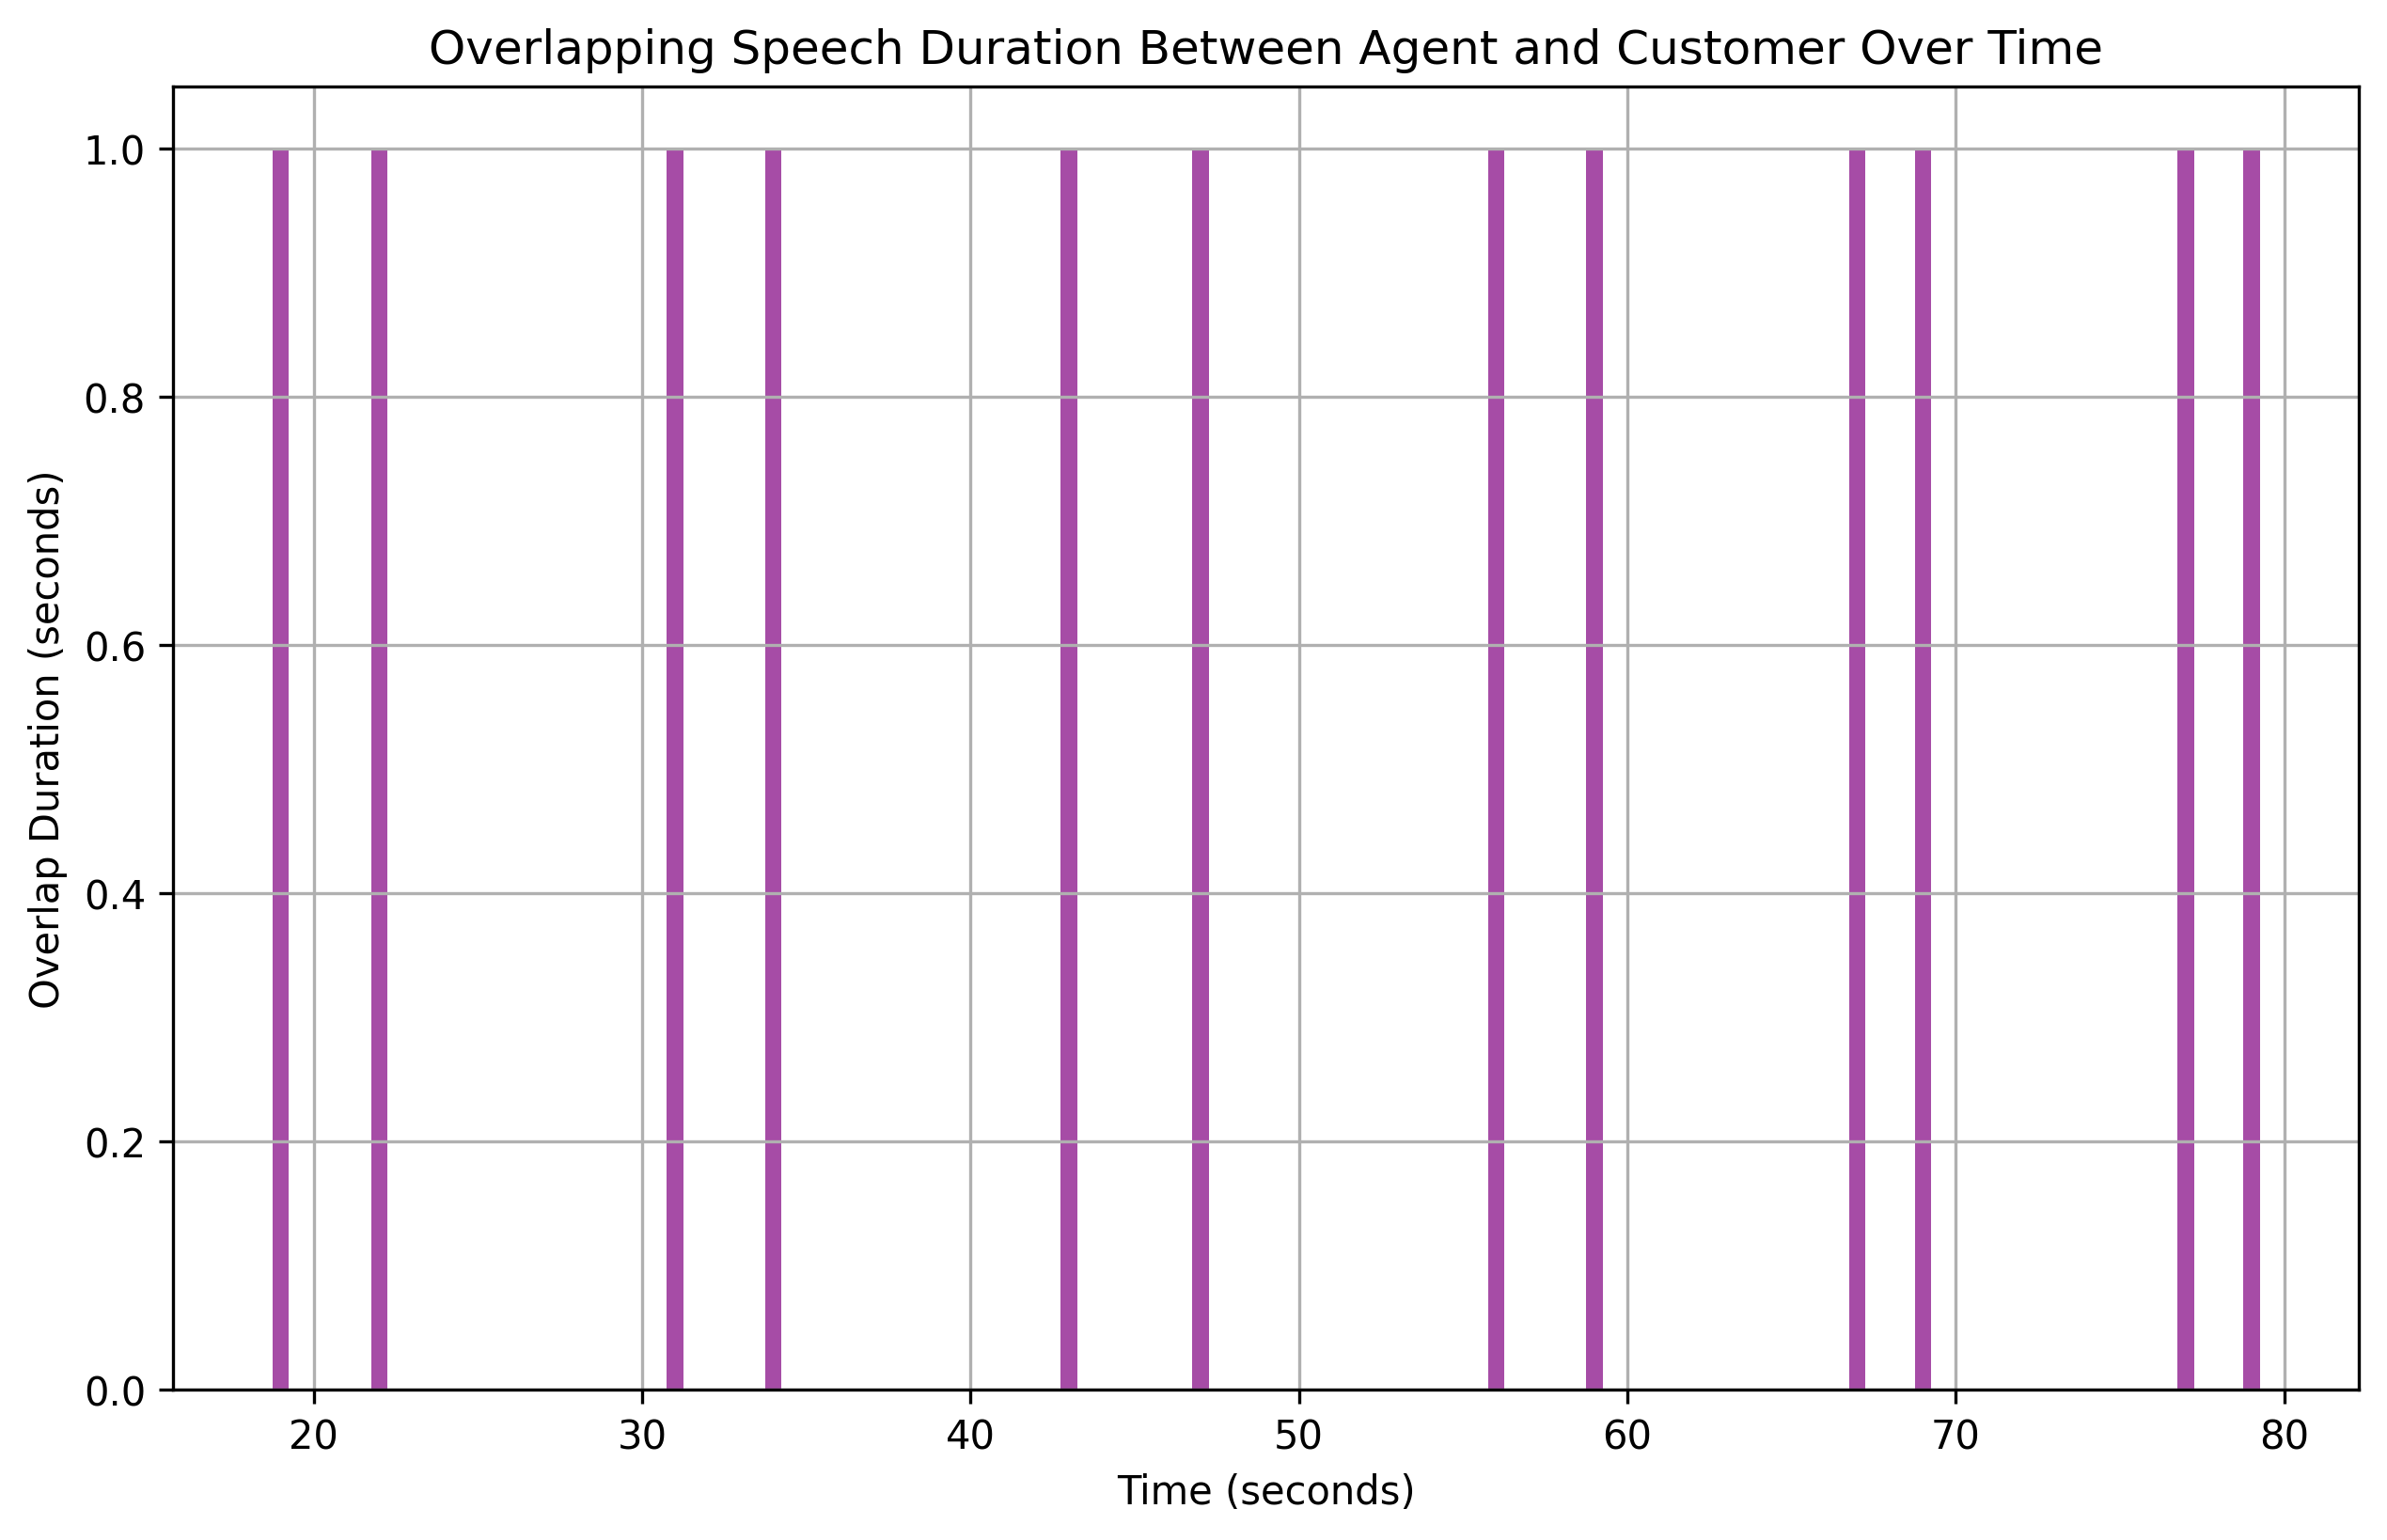 Overlapping Speech Duration Between Agent and Customer Over Time
Overlap Duration (seconds)
1.0
0.8
0.6
0.4
0.2
0.0
20 30 40 50 60 70 80
Time (seconds)